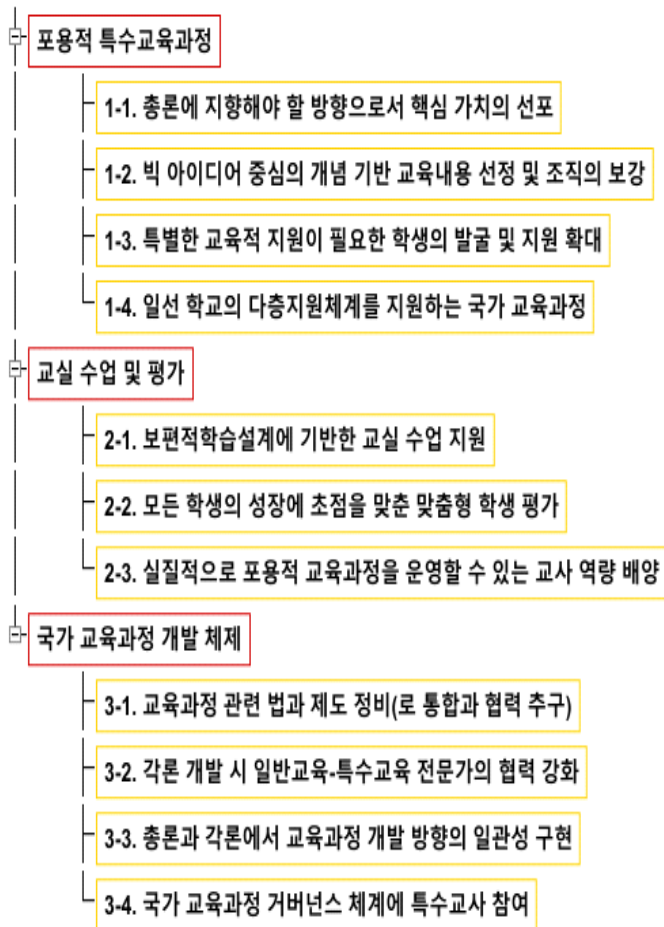 포용적 특수교육과정
1-1. 총론에 지향해야 할 방향으로서 핵심 가치의 선포
1-2. 빅 아이디어 중심의 개념 기반 교육내용 선정 및 조직의 보강
1-3. 특별한 교육적 지원이 필요한 학생의 발굴 및 지원 확대
1-4. 일선 학교의 다층지원체계를 지원하는 국가 교육과정
교실 수업 및 평가
2-1. 보편적학습설계에 기반한 교실 수업 지원
2-2. 모든 학생의 성장에 초점을 맞춘 맞춤형 학생 평가
2-3. 실질적으로 포용적 교육과정을 운영할 수 있는 교사 역량 배양
국가 교육과정 개발 체제
3-1. 교육과정 관련 법과 제도 정비(로 통합과 협력 추구)
3-2. 각론 개발 시 일반교육-특수교육 전문가의 협력 강화
3-3. 총론과 각론에서 교육과정 개발 방향의 일관성 구현
3-4. 국가 교육과정 거버넌스 체계에 특수교사 참여